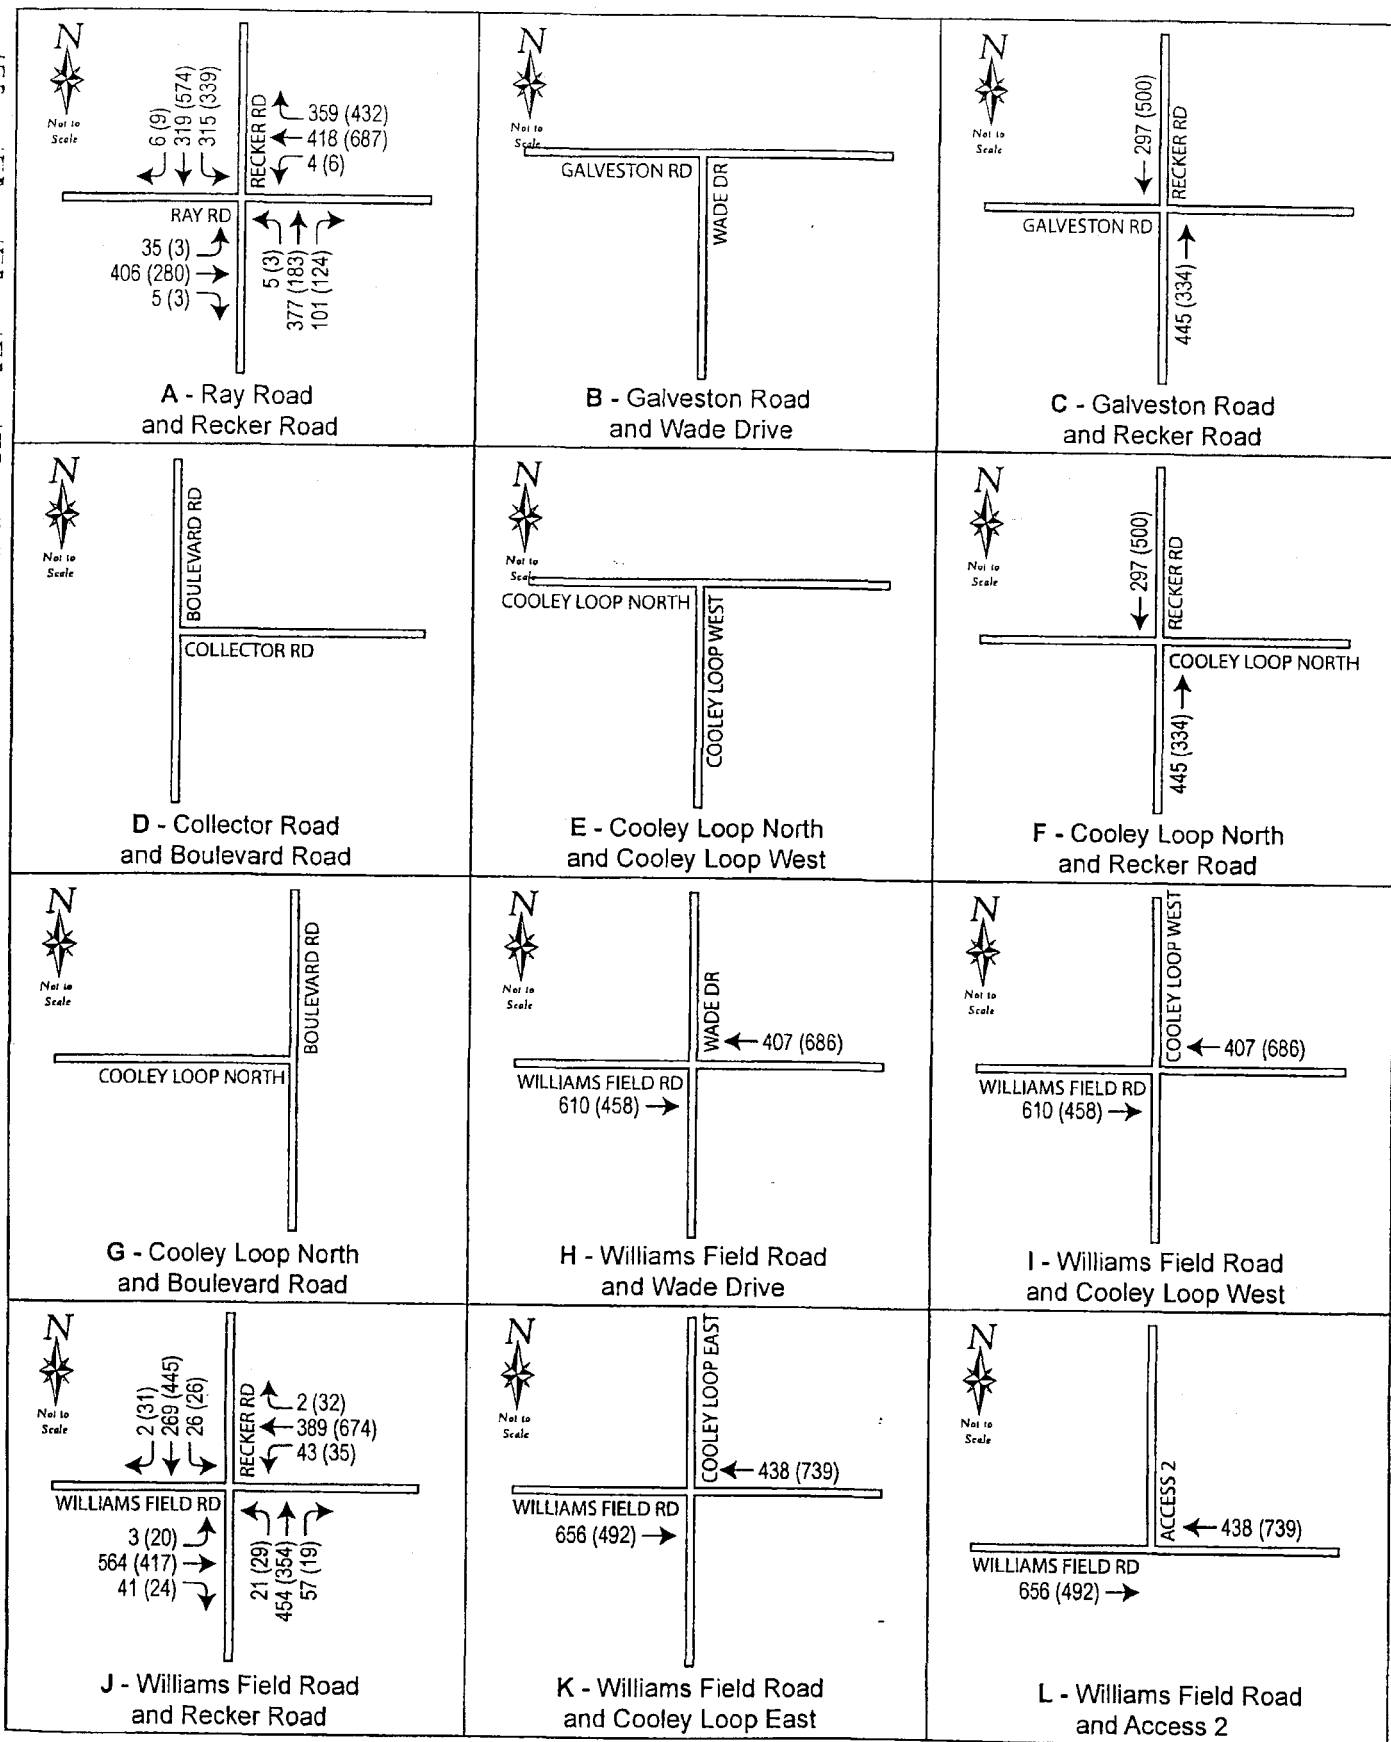 N
Not to
Scale
6 (9)
319 (574)
315 (339)
RECKER RD
359 (432)
418 (687)
4 (6)
RAY RD
35 (3)
406 (280)
5 (3)
5 (3)
377 (183)
101 (124)
A - Ray Road
and Recker Road
N
Not to
Scale
GALVESTON RD
WADE DR
B - Galveston Road
and Wade Drive
N
Not to
Scale
297 (500)
RECKER RD
GALVESTON RD
445 (334)
C - Galveston Road
and Recker Road
N
Not to
Scale
BOULEVARD RD
COLLECTOR RD
D - Collector Road
and Boulevard Road
N
Not to
Scale
COOLEY LOOP NORTH
COOLEY LOOP WEST
E - Cooley Loop North
and Cooley Loop West
N
Not to
Scale
297 (500)
RECKER RD
COOLEY LOOP NORTH
445 (334)
F - Cooley Loop North
and Recker Road
N
Not to
Scale
BOULEVARD RD
COOLEY LOOP NORTH
G - Cooley Loop North
and Boulevard Road
N
Not to
Scale
WADE DR
407 (686)
WILLIAMS FIELD RD
610 (458)
H - Williams Field Road
and Wade Drive
N
Not to
Scale
COOLEY LOOP WEST
407 (686)
WILLIAMS FIELD RD
610 (458)
I - Williams Field Road
and Cooley Loop West
N
Not to
Scale
2 (31)
269 (445)
26 (26)
RECKER RD
2 (32)
389 (674)
43 (35)
WILLIAMS FIELD RD
3 (20)
564 (417)
41 (24)
21 (29)
454 (354)
57 (19)
J - Williams Field Road
and Recker Road
N
Not to
Scale
COOLEY LOOP EAST
438 (739)
WILLIAMS FIELD RD
656 (492)
K - Williams Field Road
and Cooley Loop East
N
Not to
Scale
ACCESS 2
438 (739)
WILLIAMS FIELD RD
656 (492)
L - Williams Field Road
and Access 2